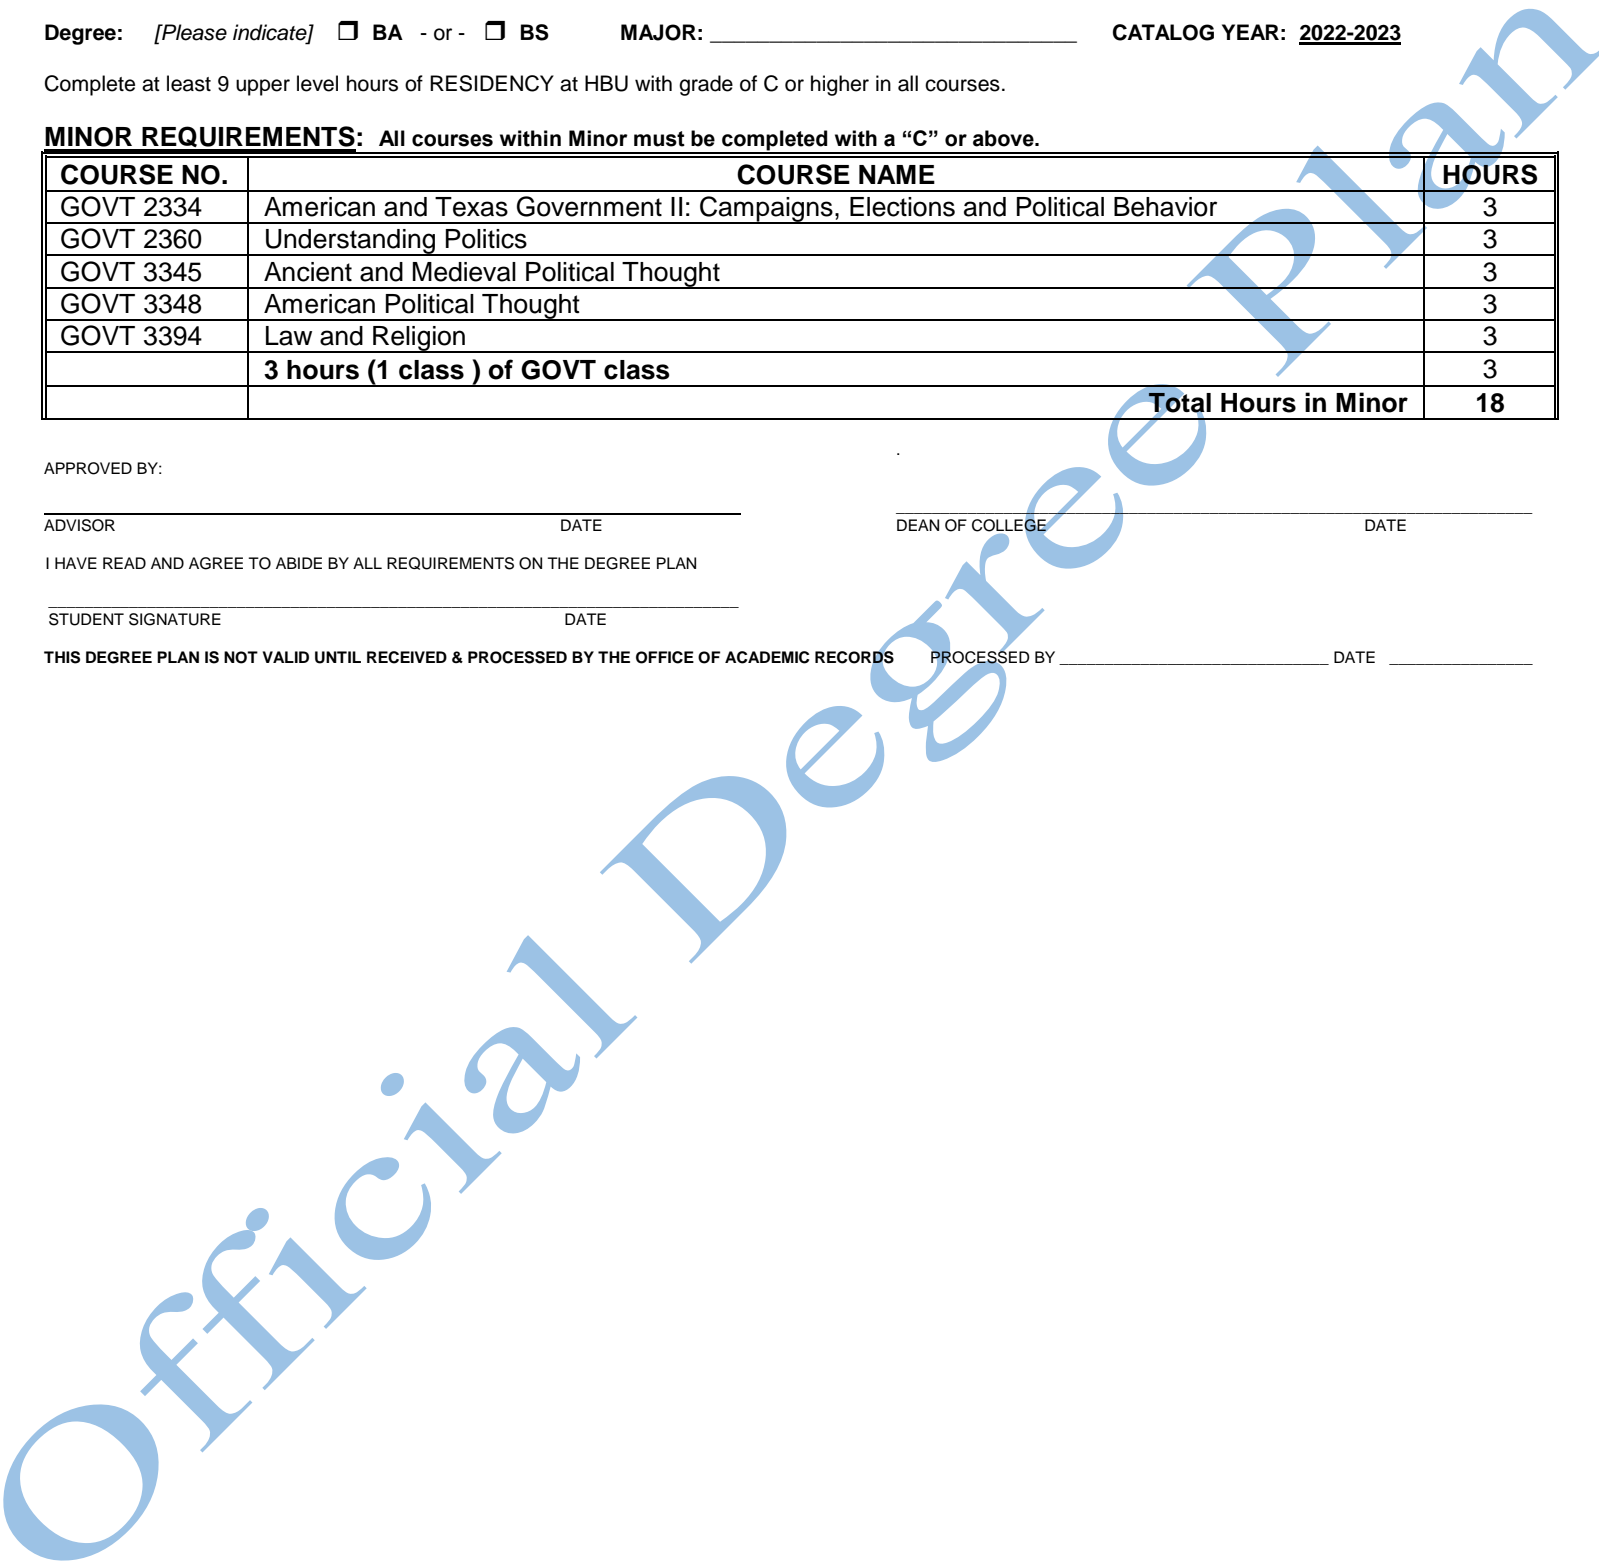 Degree: [Please indicate] ❒ BA - or - ❒ BS MAJOR: _______________________________ CATALOG YEAR: 2022-2023
Complete at least 9 upper level hours of RESIDENCY at HBU with grade of C or higher in all courses.
MINOR REQUIREMENTS: All courses within Minor must be completed with a “C” or above.
COURSE NO. COURSE NAME HOURS
GOVT 2334 American and Texas Government II: Campaigns, Elections and Political Behavior 3
GOVT 2360 Understanding Politics 3
GOVT 3345 Ancient and Medieval Political Thought 3
GOVT 3348 American Political Thought 3
GOVT 3394 Law and Religion 3
3 hours (1 class ) of GOVT class 3
Total Hours in Minor 18
.
APPROVED BY:
ADVISOR DATE DEAN OF COLLEGE DATE
I HAVE READ AND AGREE TO ABIDE BY ALL REQUIREMENTS ON THE DEGREE PLAN
STUDENT SIGNATURE DATE
THIS DEGREE PLAN IS NOT VALID UNTIL RECEIVED & PROCESSED BY THE OFFICE OF ACADEMIC RECORDS PROCESSED BY ______________________________ DATE ________________
Official Degree Plan